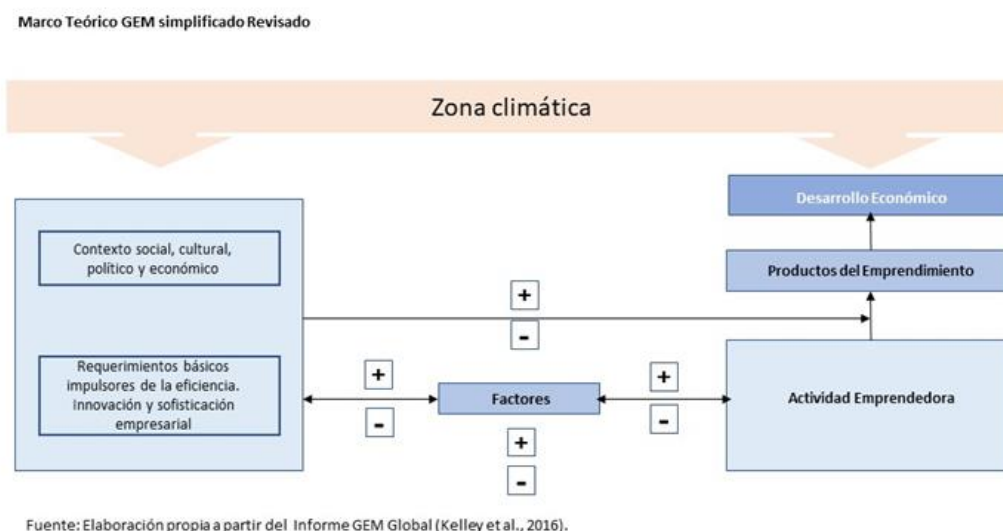 Marco Teórico GEM simplificado Revisado
Zona climática
Desarrollo Económico
Contexto social, cultural,
político y económico
Productos del Emprendimiento
+
-
Requerimientos básicos
impulsores de la eficiencia.
Innovación y sofisticación
empresarial
+
-
Factores
+
-
+
-
Actividad Emprendedora
Fuente: Elaboración propia a partir del Informe GEM Global (Kelley et al., 2016).